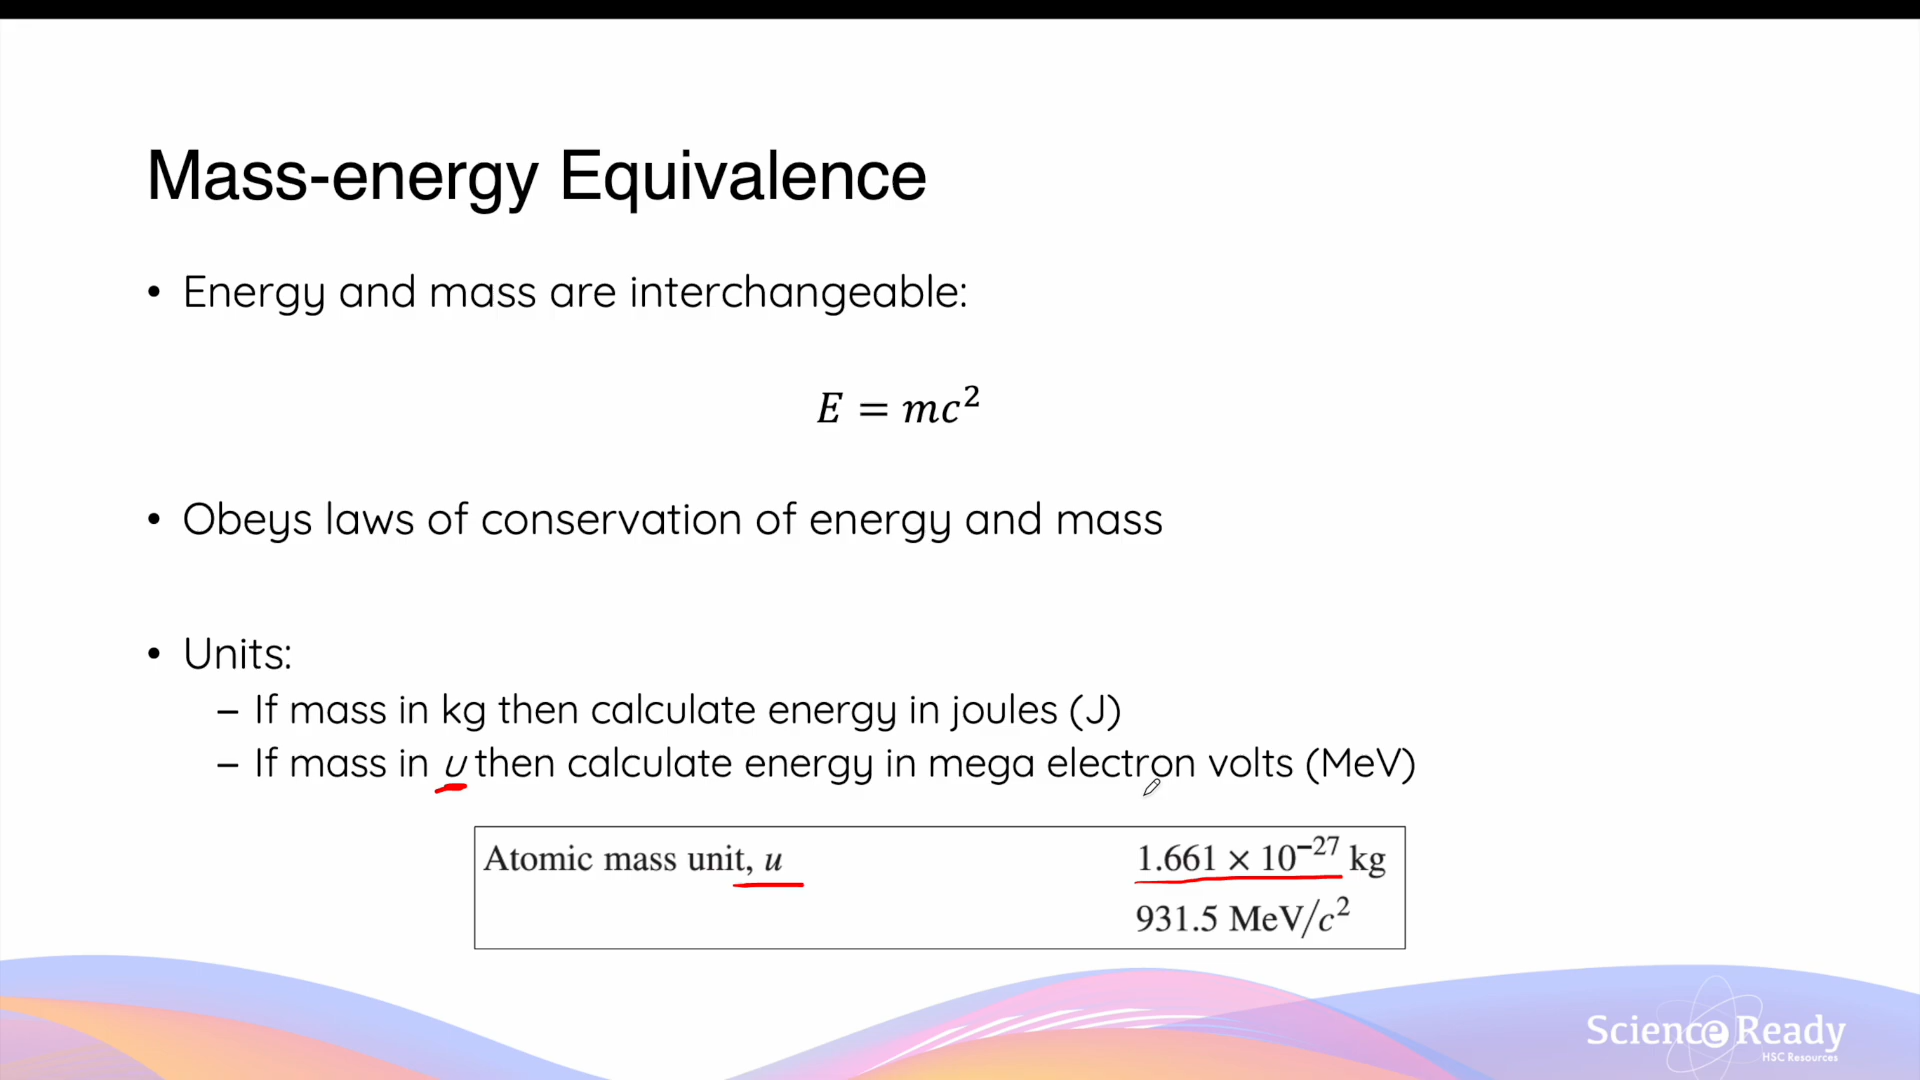 Mass-energy Equivalence
• Energy and mass are interchangeable:
E = mc²
• Obeys laws of conservation of energy and mass
• Units:
– If mass in kg then calculate energy in joules (J)
– If mass in u then calculate energy in mega electron volts (MeV)
Atomic mass unit, u 1.661 × 10⁻²⁷ kg
931.5 MeV/c²
Science Ready
HSC Resources